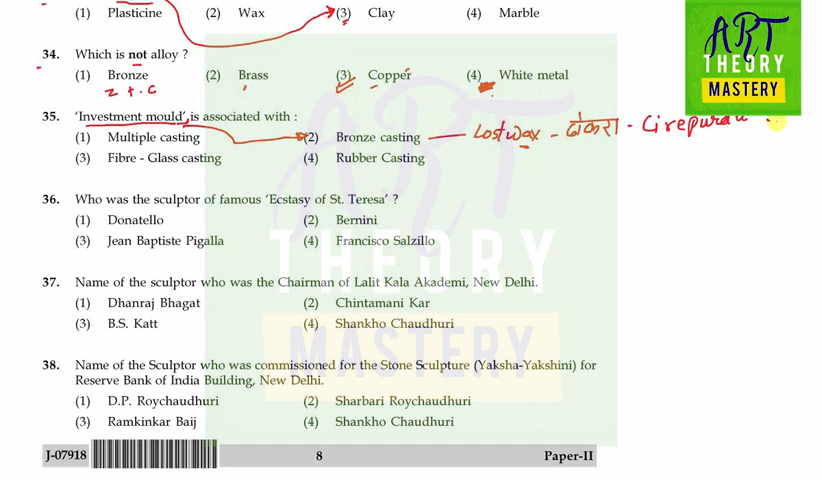 (1) Plasticine (2) Wax (3) Clay (4) Marble
ART
THEORY
MASTERY
34. Which is not alloy ?
(1) Bronze (2) Brass (3) Copper (4) White metal
Z + C
35. ‘Investment mould’, is associated with :
(1) Multiple casting (2) Bronze casting Lostwax - ढोकरा - Cire
(3) Fibre - Glass casting (4) Rubber Casting
36. Who was the sculptor of famous ‘Ecstasy of St. Teresa’ ?
(1) Donatello (2) Bernini
(3) Jean Baptiste Pigalla (4) Francisco Salzillo
ART
THEORY
MASTERY
37. Name of the sculptor who was the Chairman of Lalit Kala Akademi, New Delhi.
(1) Dhanraj Bhagat (2) Chintamani Kar
(3) B.S. Katt (4) Shankho Chaudhuri
38. Name of the Sculptor who was commissioned for the Stone Sculpture (Yaksha-Yakshini) for
Reserve Bank of India Building, New Delhi.
(1) D.P. Roychaudhuri (2) Sharbari Roychaudhuri
(3) Ramkinkar Baij (4) Shankho Chaudhuri
J-07918 8 Paper-II